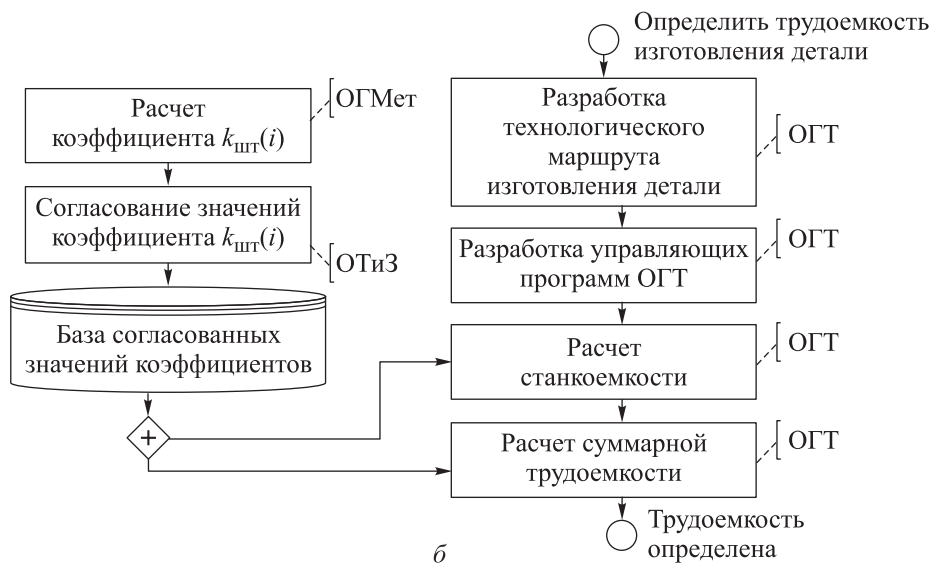 Определить трудоемкость
изготовления детали
Расчет
коэффициента kшт(i)
ОГМет
Согласование значений
коэффициента kшт(i)
ОТиЗ
База согласованных
значений коэффициентов
+
Разработка
технологического
маршрута
изготовления детали
ОГТ
Разработка управляющих
программ ОГТ
ОГТ
Расчет
станкоемкости
ОГТ
Расчет суммарной
трудоемкости
ОГТ
Трудоемкость
определена
б